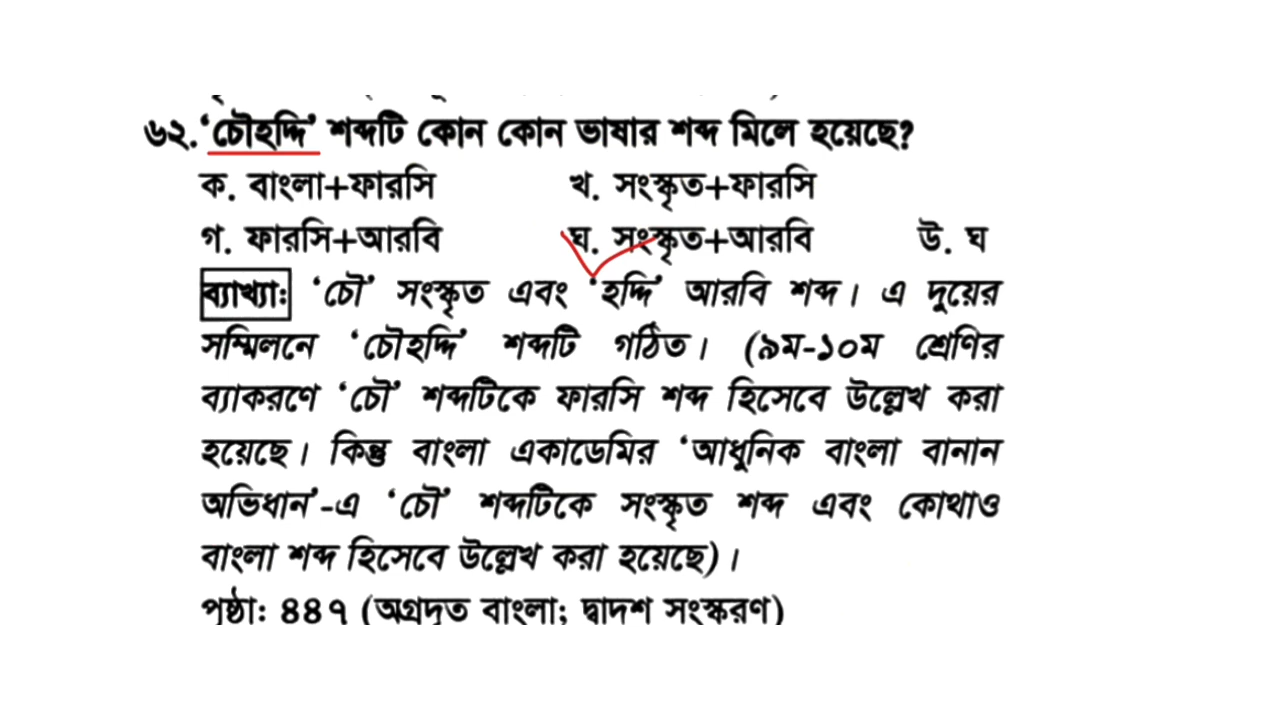 ৬২. ‘চৌহদ্দি’ শব্দটি কোন কোন ভাষার শব্দ মিলে হয়েছে?
ক. বাংলা+ফারসি খ. সংস্কৃত+ফারসি
গ. ফারসি+আরবি ঘ. সংস্কৃত+আরবি উ. ঘ
ব্যাখ্যা: ‘চৌ’ সংস্কৃত এবং ‘হদ্দি’ আরবি শব্দ। এ দুয়ের
সম্মিলনে ‘চৌহদ্দি’ শব্দটি গঠিত। (৯ম-১০ম শ্রেণির
ব্যাকরণে ‘চৌ’ শব্দটিকে ফারসি শব্দ হিসেবে উল্লেখ করা
হয়েছে। কিন্তু বাংলা একাডেমির ‘আধুনিক বাংলা বানান
অভিধান’-এ ‘চৌ’ শব্দটিকে সংস্কৃত শব্দ এবং কোথাও
বাংলা শব্দ হিসেবে উল্লেখ করা হয়েছে)।
পৃষ্ঠা: ৪৪৭ (অগ্রদূত বাংলা; দ্বাদশ সংস্করণ)